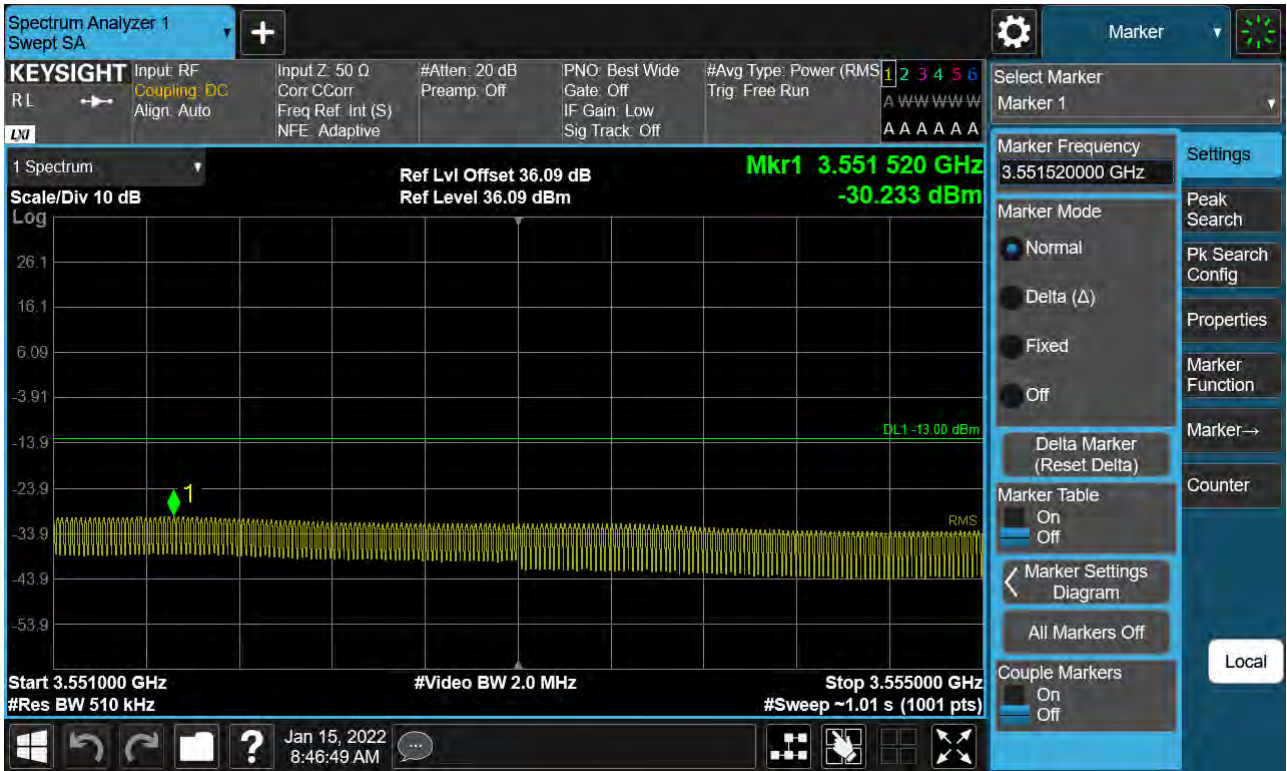 Spectrum Analyzer 1
Swept SA
Marker
KEYSIGHT
RL
LXI
Input: RF
Coupling: DC
Align: Auto
Input Z: 50 Ω
Corr CCorr
Freq Ref: Int (S)
NFE: Adaptive
#Atten: 20 dB
Preamp: Off
PNO: Best Wide
Gate: Off
IF Gain: Low
Sig Track: Off
#Avg Type: Power (RMS
Trig: Free Run
1 2 3 4 5 6
A W W W W W
A A A A A A
Select Marker
Marker 1
1 Spectrum
Scale/Div 10 dB
Log
Ref Lvl Offset 36.09 dB
Ref Level 36.09 dBm
Mkr1 3.551 520 GHz
-30.233 dBm
26.1
16.1
6.09
-3.91
-13.9
-23.9
-33.9
-43.9
-53.9
DL1 -13.00 dBm
1
RMS
Start 3.551000 GHz
#Res BW 510 kHz
#Video BW 2.0 MHz
Stop 3.555000 GHz
#Sweep ~1.01 s (1001 pts)
Marker Frequency
3.551520000 GHz
Marker Mode
Normal
Delta (Δ)
Fixed
Off
Delta Marker
(Reset Delta)
Marker Table
On
Off
Marker Settings
Diagram
All Markers Off
Couple Markers
On
Off
Settings
Peak
Search
Pk Search
Config
Properties
Marker
Function
Marker→
Counter
Local
?
Jan 15, 2022
8:46:49 AM